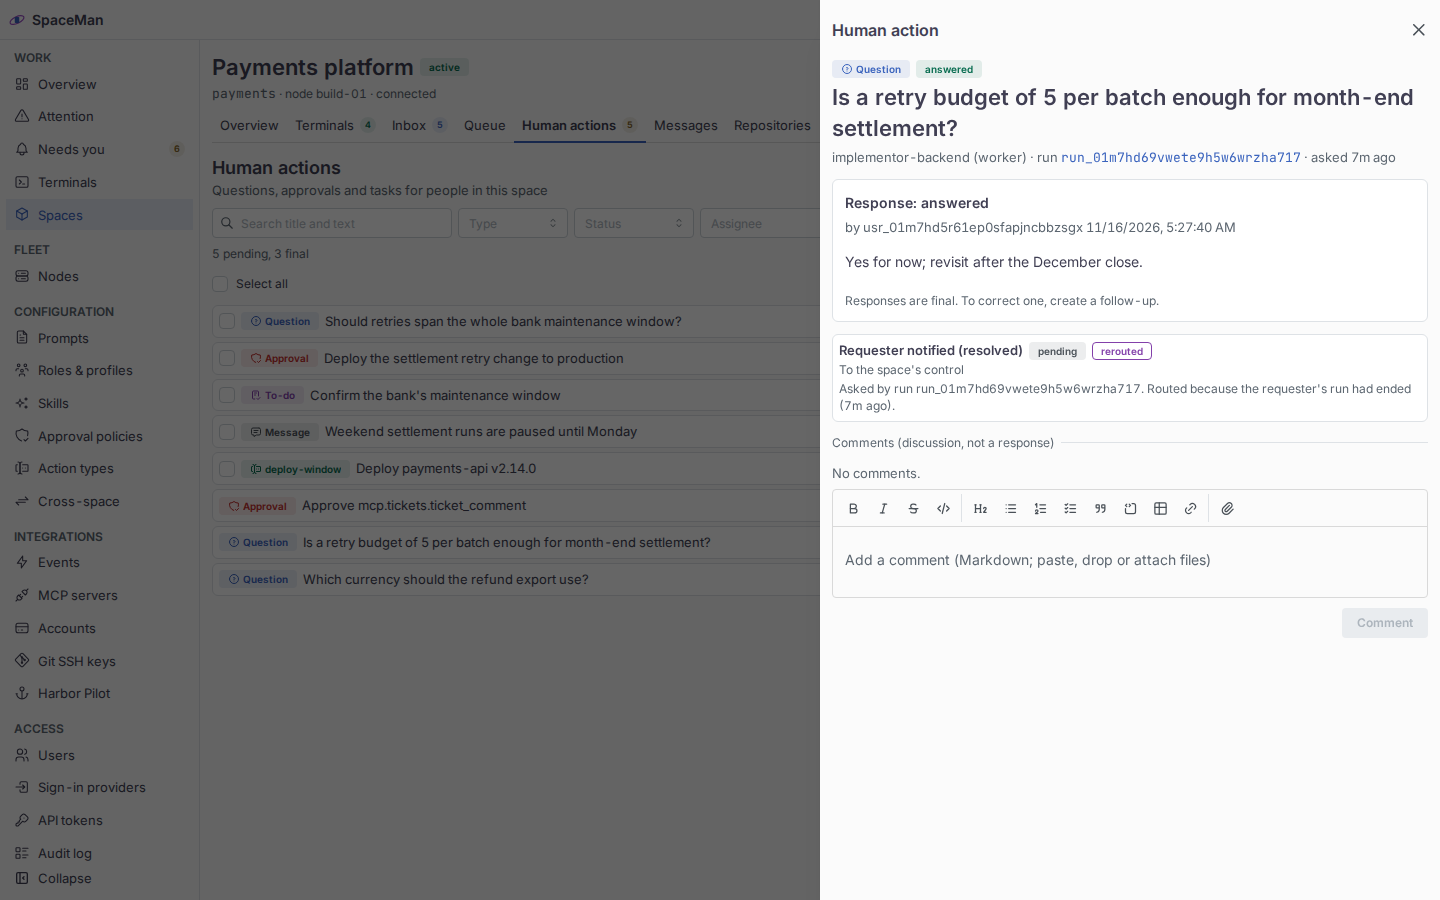 SpaceMan
WORK
Overview
Attention
Needs you 6
Terminals
Spaces
FLEET
Nodes
CONFIGURATION
Prompts
Roles & profiles
Skills
Approval policies
Action types
Cross-space
INTEGRATIONS
Events
MCP servers
Accounts
Git SSH keys
Harbor Pilot
ACCESS
Users
Sign-in providers
API tokens
Audit log
Collapse
Payments platform active
payments · node build-01 · connected
Overview Terminals 4 Inbox 5 Queue Human actions 5 Messages Repositories
Human actions
Questions, approvals and tasks for people in this space
Search title and text Type Status Assignee
5 pending, 3 final
Select all
Question Should retries span the whole bank maintenance window?
Approval Deploy the settlement retry change to production
To-do Confirm the bank's maintenance window
Message Weekend settlement runs are paused until Monday
deploy-window Deploy payments-api v2.14.0
Approval Approve mcp.tickets.ticket_comment
Question Is a retry budget of 5 per batch enough for month-end settlement?
Question Which currency should the refund export use?
Human action
Question answered
Is a retry budget of 5 per batch enough for month-end
settlement?
implementor-backend (worker) · run run_01m7hd69vwete9h5w6wrzha717 · asked 7m ago
Response: answered
by usr_01m7hd5r61ep0sfapjncbbzsgx 11/16/2026, 5:27:40 AM
Yes for now; revisit after the December close.
Responses are final. To correct one, create a follow-up.
Requester notified (resolved) pending rerouted
To the space's control
Asked by run run_01m7hd69vwete9h5w6wrzha717. Routed because the requester's run had ended
(7m ago).
Comments (discussion, not a response)
No comments.
B I S H2
Add a comment (Markdown; paste, drop or attach files)
Comment